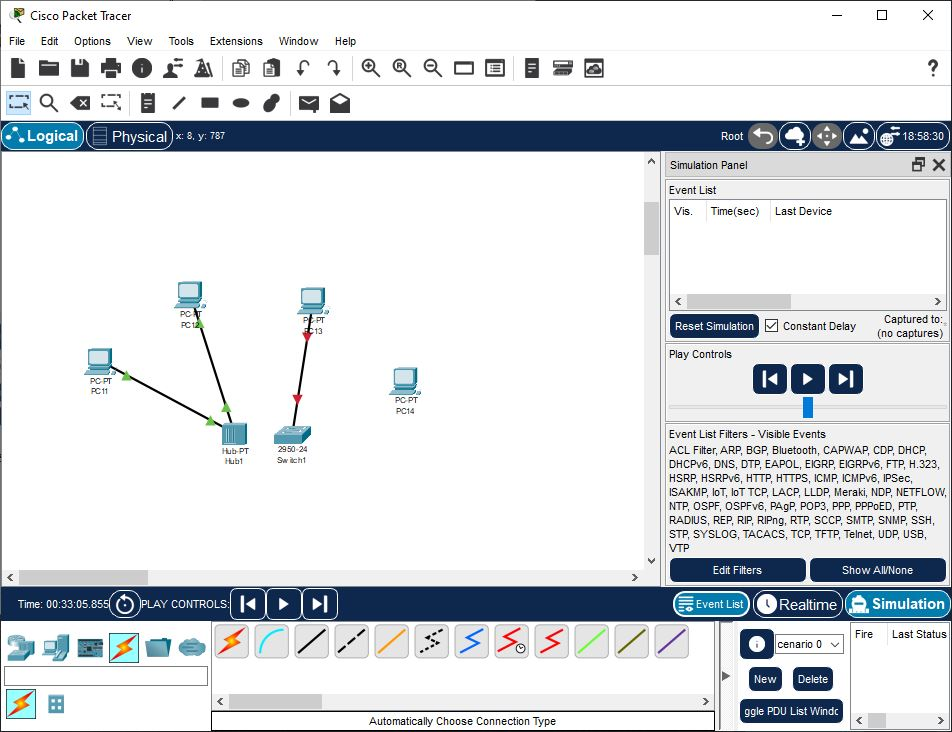 Cisco Packet Tracer
File Edit Options View Tools Extensions Window Help
Logical Physical x: 8, y: 787 Root 18:58:30
PC-PT
PC12
PC-PT
PC13
PC-PT
PC11
PC-PT
PC14
Hub-PT
Hub1
2950-24
Switch1
Simulation Panel
Event List
Vis. Time(sec) Last Device
Reset Simulation Constant Delay Captured to:
(no captures)
Play Controls
Event List Filters - Visible Events
ACL Filter, ARP, BGP, Bluetooth, CAPWAP, CDP, DHCP,
DHCPv6, DNS, DTP, EAPOL, EIGRP, EIGRPv6, FTP, H.323,
HSRP, HSRPv6, HTTP, HTTPS, ICMP, ICMPv6, IPSec,
ISAKMP, IoT, IoT TCP, LACP, LLDP, Meraki, NDP, NETFLOW,
NTP, OSPF, OSPFv6, PAgP, POP3, PPP, PPPoED, PTP,
RADIUS, REP, RIP, RIPng, RTP, SCCP, SMTP, SNMP, SSH,
STP, SYSLOG, TACACS, TCP, TFTP, Telnet, UDP, USB,
VTP
Edit Filters Show All/None
Time: 00:33:05.855 PLAY CONTROLS: Event List Realtime Simulation
cenario 0
New Delete
ggle PDU List Windo
Fire Last Status
Automatically Choose Connection Type